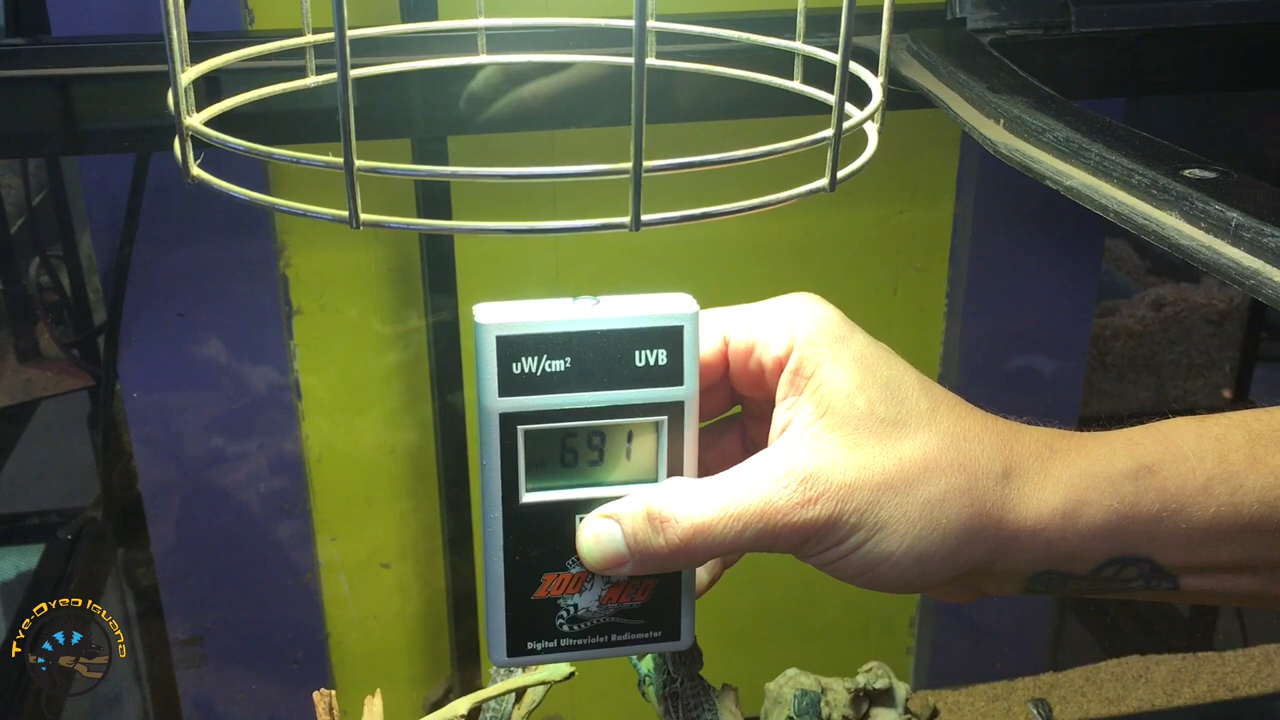 uW/cm² UVB
691
ZOO MED
Digital Ultraviolet Radiometer
Tye-Dyed Iguana